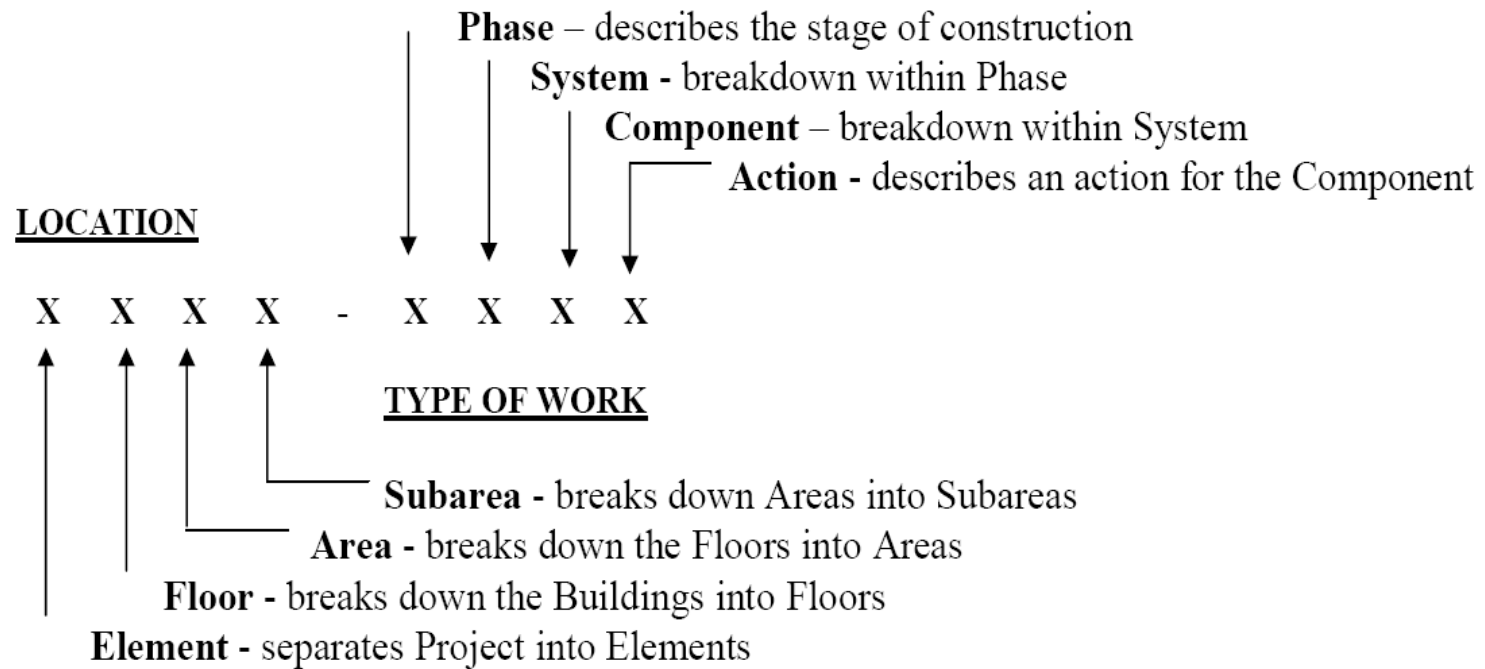 Phase – describes the stage of construction
System - breakdown within Phase
Component – breakdown within System
Action - describes an action for the Component
LOCATION
X X X X - X X X X
TYPE OF WORK
Subarea - breaks down Areas into Subareas
Area - breaks down the Floors into Areas
Floor - breaks down the Buildings into Floors
Element - separates Project into Elements